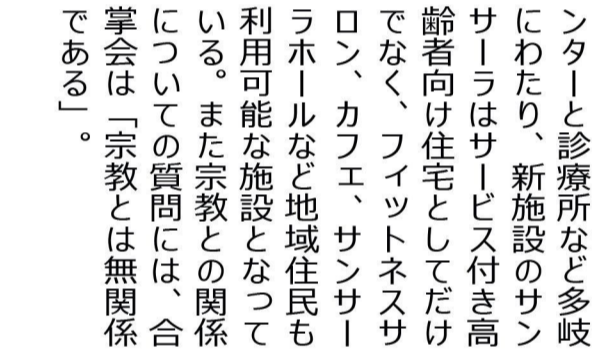 ンターと診療所など多岐
にわたり、新施設のサン
サーラはサービス付き高
齢者向け住宅としてだけ
でなく、フィットネスサ
ロン、カフェ、サンサー
ラホールなど地域住民も
利用可能な施設となって
いる。また宗教との関係
についての質問には、合
掌会は「宗教とは無関係
である」。